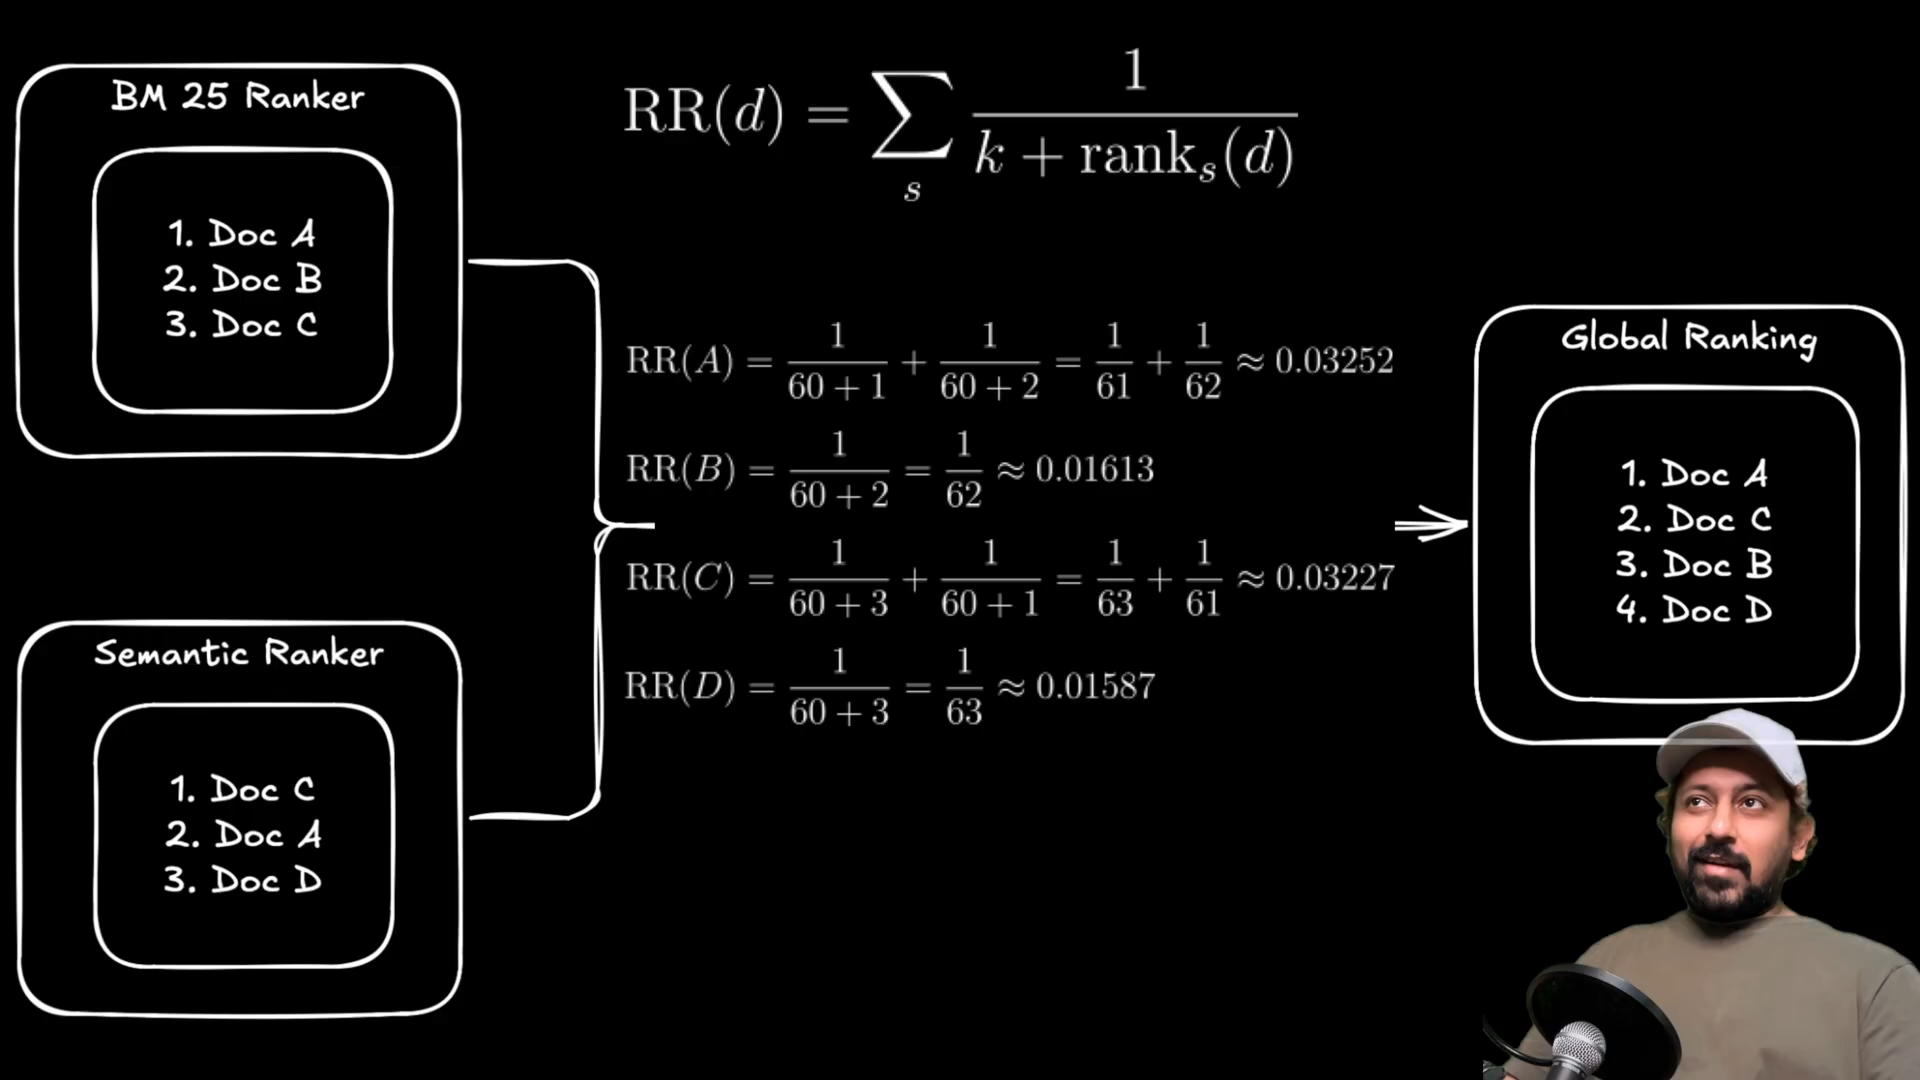 BM 25 Ranker
1. Doc A
2. Doc B
3. Doc C
Semantic Ranker
1. Doc C
2. Doc A
3. Doc D
RR(d) = ∑_s 1/(k + rank_s(d))
RR(A) = 1/(60 + 1) + 1/(60 + 2) = 1/61 + 1/62 ≈ 0.03252
RR(B) = 1/(60 + 2) = 1/62 ≈ 0.01613
RR(C) = 1/(60 + 3) + 1/(60 + 1) = 1/63 + 1/61 ≈ 0.03227
RR(D) = 1/(60 + 3) = 1/63 ≈ 0.01587
Global Ranking
1. Doc A
2. Doc C
3. Doc B
4. Doc D